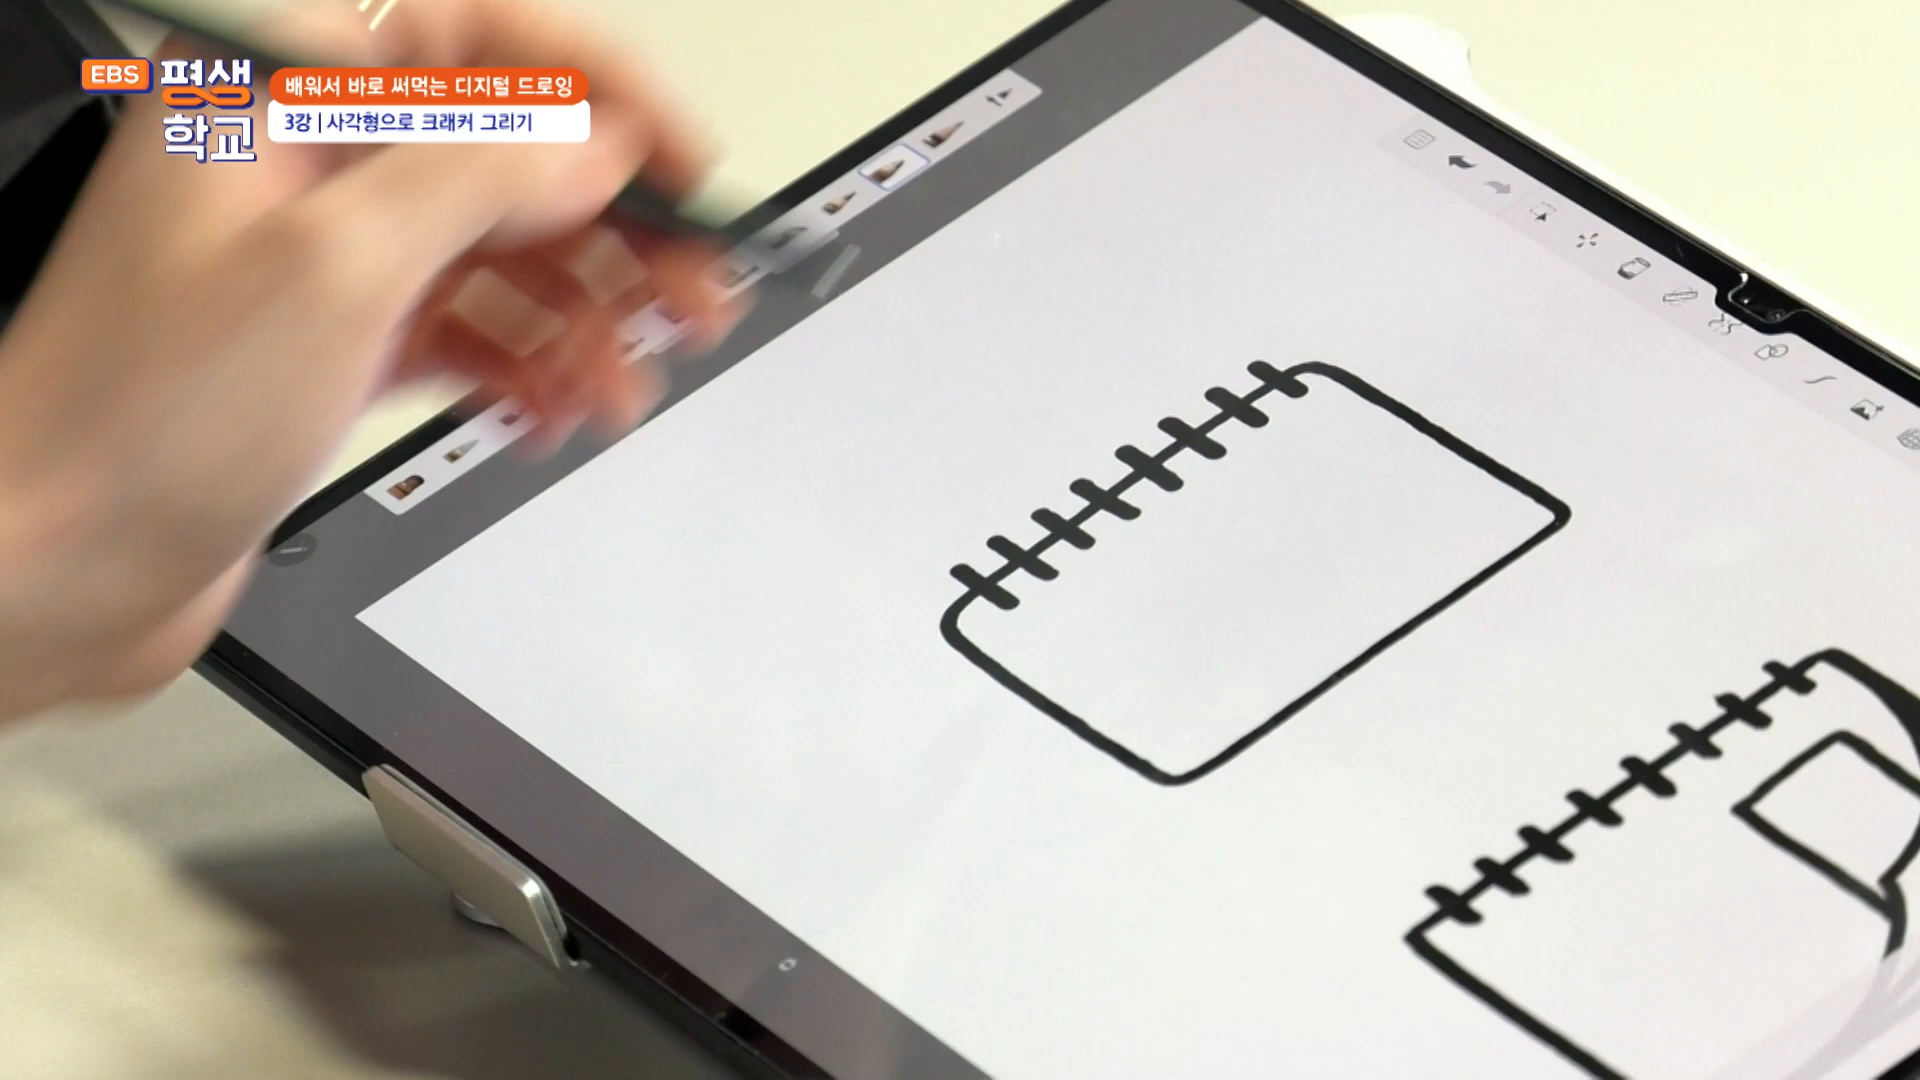 EBS 평생
학교
배워서 바로 써먹는 디지털 드로잉
3강 | 사각형으로 크래커 그리기